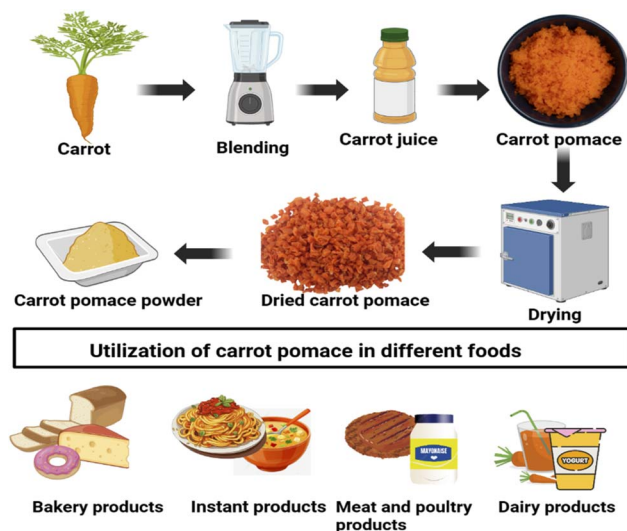 Carrot
Blending
Carrot juice
Carrot pomace
Carrot pomace powder
Dried carrot pomace
Drying
Utilization of carrot pomace in different foods
MAYONAISE
YOGURT
Bakery products
Instant products
Meat and poultry
products
Dairy products